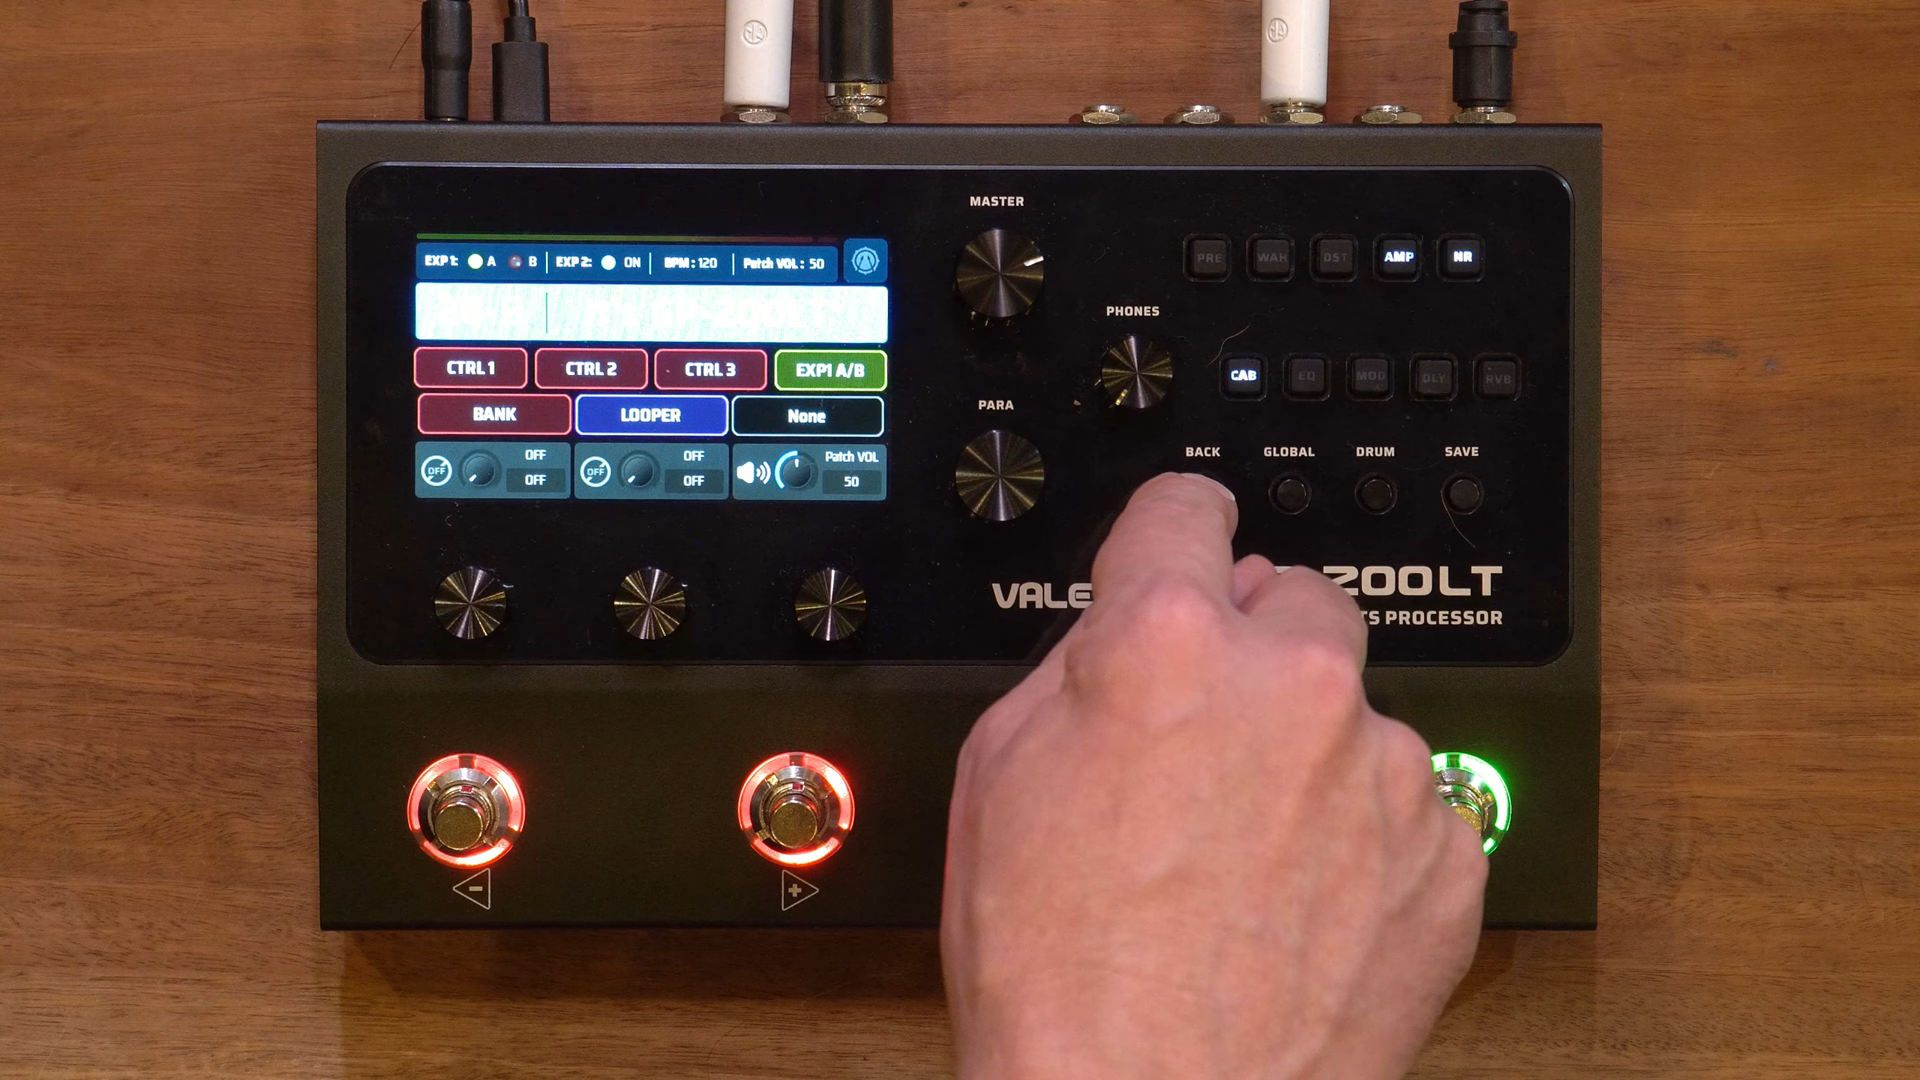 MASTER
EXP 1: A B EXP 2: ON BPM : 120 Patch VOL : 50
PRE WAH DST AMP NR
PHONES
CTRL 1 CTRL 2 CTRL 3 EXP1 A/B
CAB EQ MOD DLY RVB
BANK LOOPER None
PARA
OFF OFF OFF OFF Patch VOL
OFF OFF 50
BACK GLOBAL DRUM SAVE
VALE 200LT
TS PROCESSOR
- +